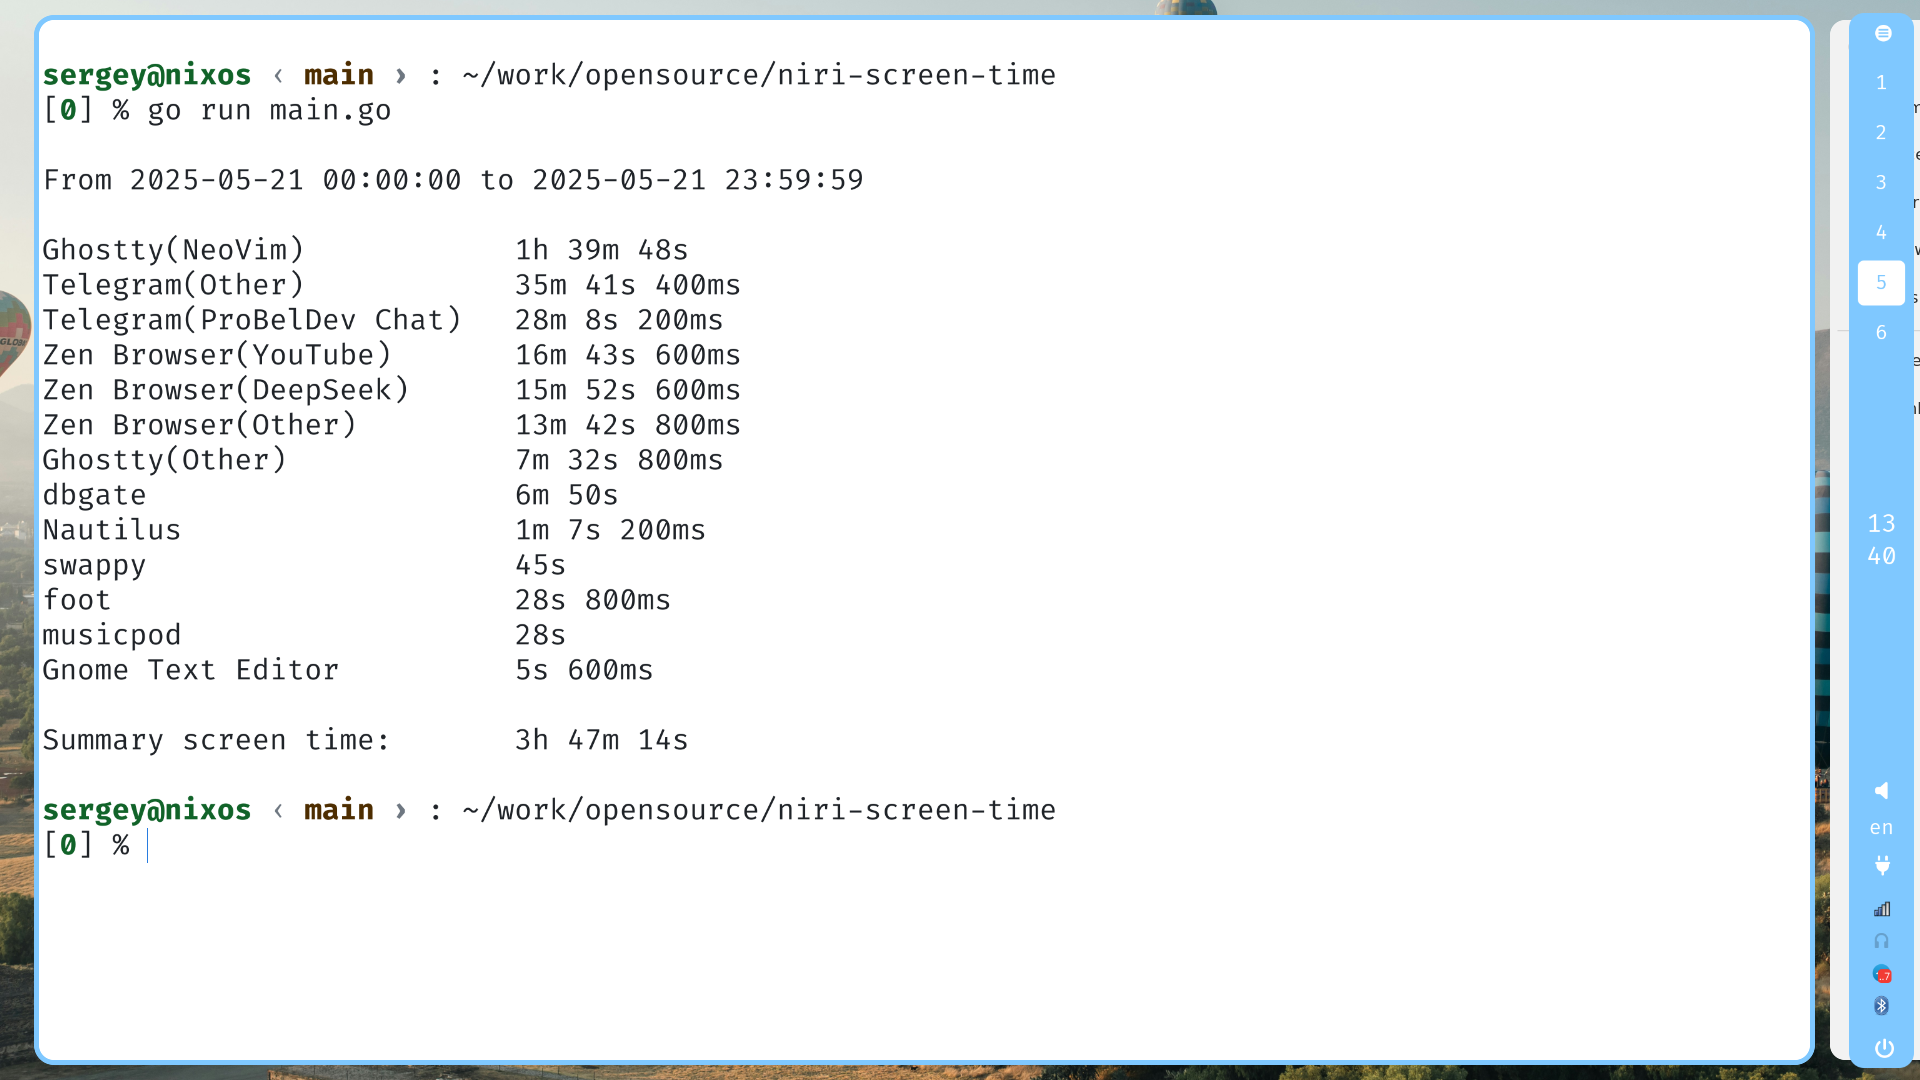 sergey@nixos ‹ main › : ~/work/opensource/niri-screen-time
[0] % go run main.go
From 2025-05-21 00:00:00 to 2025-05-21 23:59:59
Ghostty(NeoVim) 1h 39m 48s
Telegram(Other) 35m 41s 400ms
Telegram(ProBelDev Chat) 28m 8s 200ms
Zen Browser(YouTube) 16m 43s 600ms
Zen Browser(DeepSeek) 15m 52s 600ms
Zen Browser(Other) 13m 42s 800ms
Ghostty(Other) 7m 32s 800ms
dbgate 6m 50s
Nautilus 1m 7s 200ms
swappy 45s
foot 28s 800ms
musicpod 28s
Gnome Text Editor 5s 600ms
Summary screen time: 3h 47m 14s
sergey@nixos ‹ main › : ~/work/opensource/niri-screen-time
[0] %
1
2
3
4
5
6
13
40
en